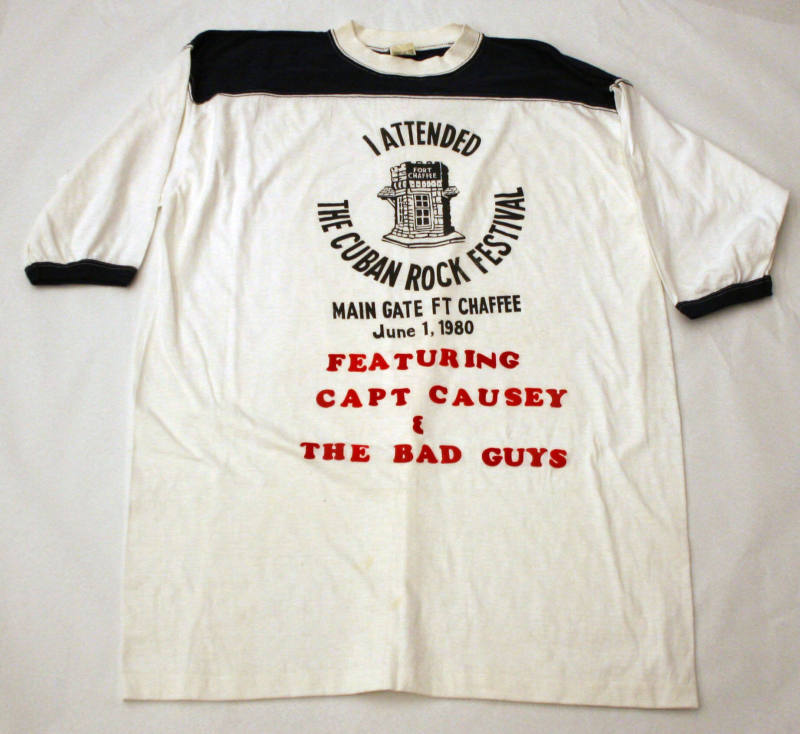 I ATTENDED
FORT
CHAFFEE
THE CUBAN ROCK FESTIVAL
MAIN GATE FT CHAFFEE
June 1, 1980
FEATURING
CAPT CAUSEY
&
THE BAD GUYS